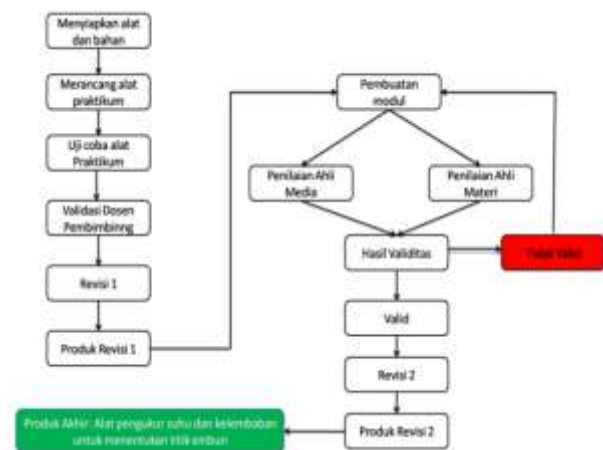 Menyiapkan alat
dan bahan
Merancang alat
praktikum
Uji coba alat
Praktikum
Validasi Dosen
Pembimbinng
Revisi 1
Produk Revisi 1
Pembuatan
modul
Penilaian Ahli
Media
Penilaian Ahli
Materi
Hasil Validitas
Tidak Valid
Valid
Revisi 2
Produk Revisi 2
Produk Akhir: Alat pengukur suhu dan kelembaban
untuk menentukan titik embun